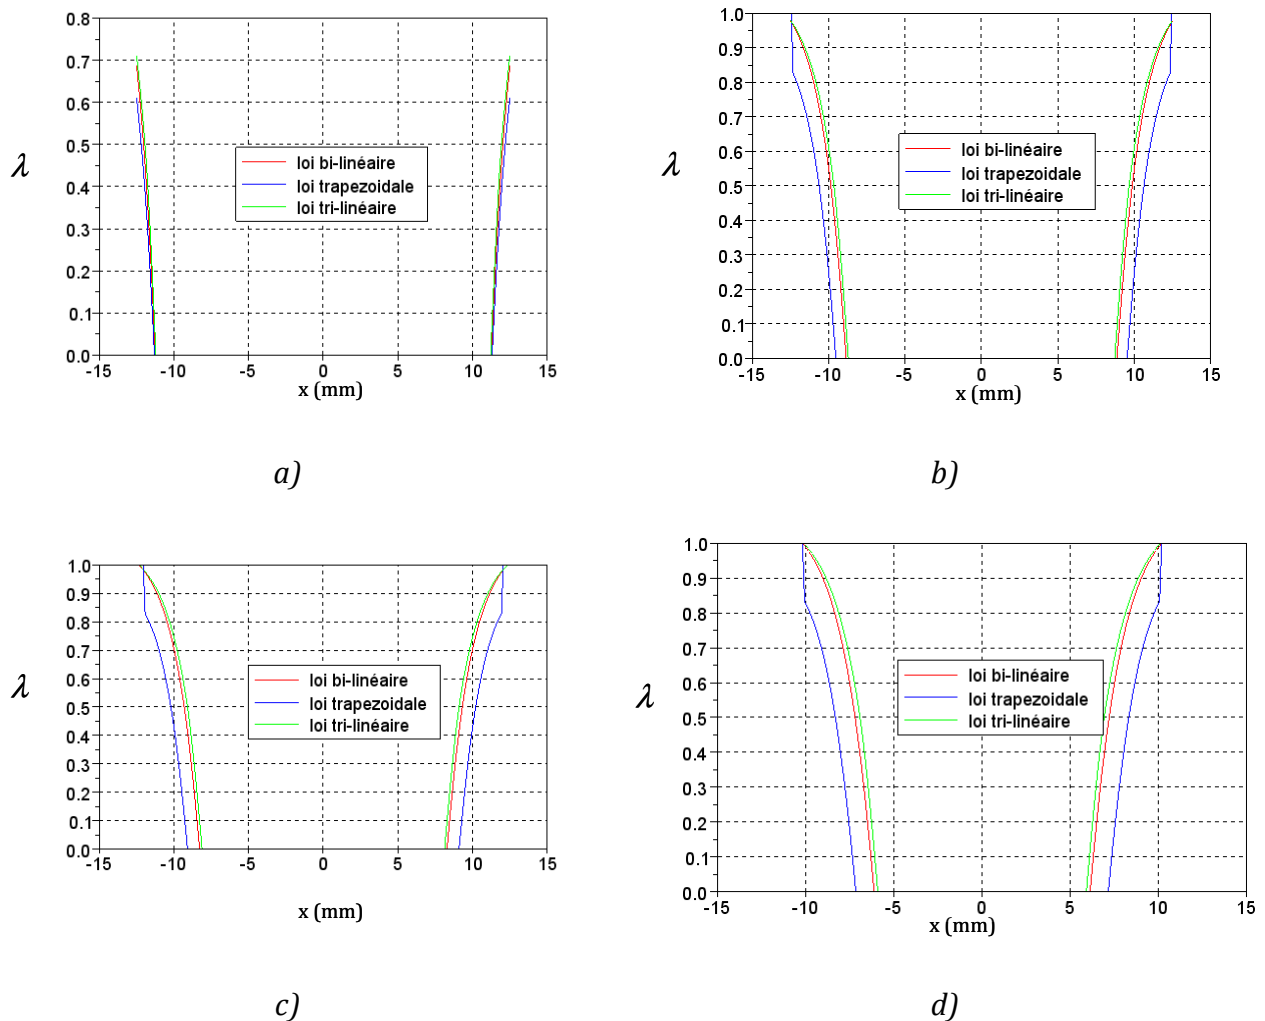 0.8
0.7
0.6
0.5
0.4
0.3
0.2
0.1
0.0
λ
loi bi-linéaire
loi trapezoidale
loi tri-linéaire
-15 -10 -5 0 5 10 15
x (mm)
a)
1.0
0.9
0.8
0.7
0.6
0.5
0.4
0.3
0.2
0.1
0.0
λ
loi bi-linéaire
loi trapezoidale
loi tri-linéaire
-15 -10 -5 0 5 10 15
x (mm)
b)
1.0
0.9
0.8
0.7
0.6
0.5
0.4
0.3
0.2
0.1
0.0
λ
loi bi-linéaire
loi trapezoidale
loi tri-linéaire
-15 -10 -5 0 5 10 15
x (mm)
c)
1.0
0.9
0.8
0.7
0.6
0.5
0.4
0.3
0.2
0.1
0.0
λ
loi bi-linéaire
loi trapezoidale
loi tri-linéaire
-15 -10 -5 0 5 10 15
x (mm)
d)